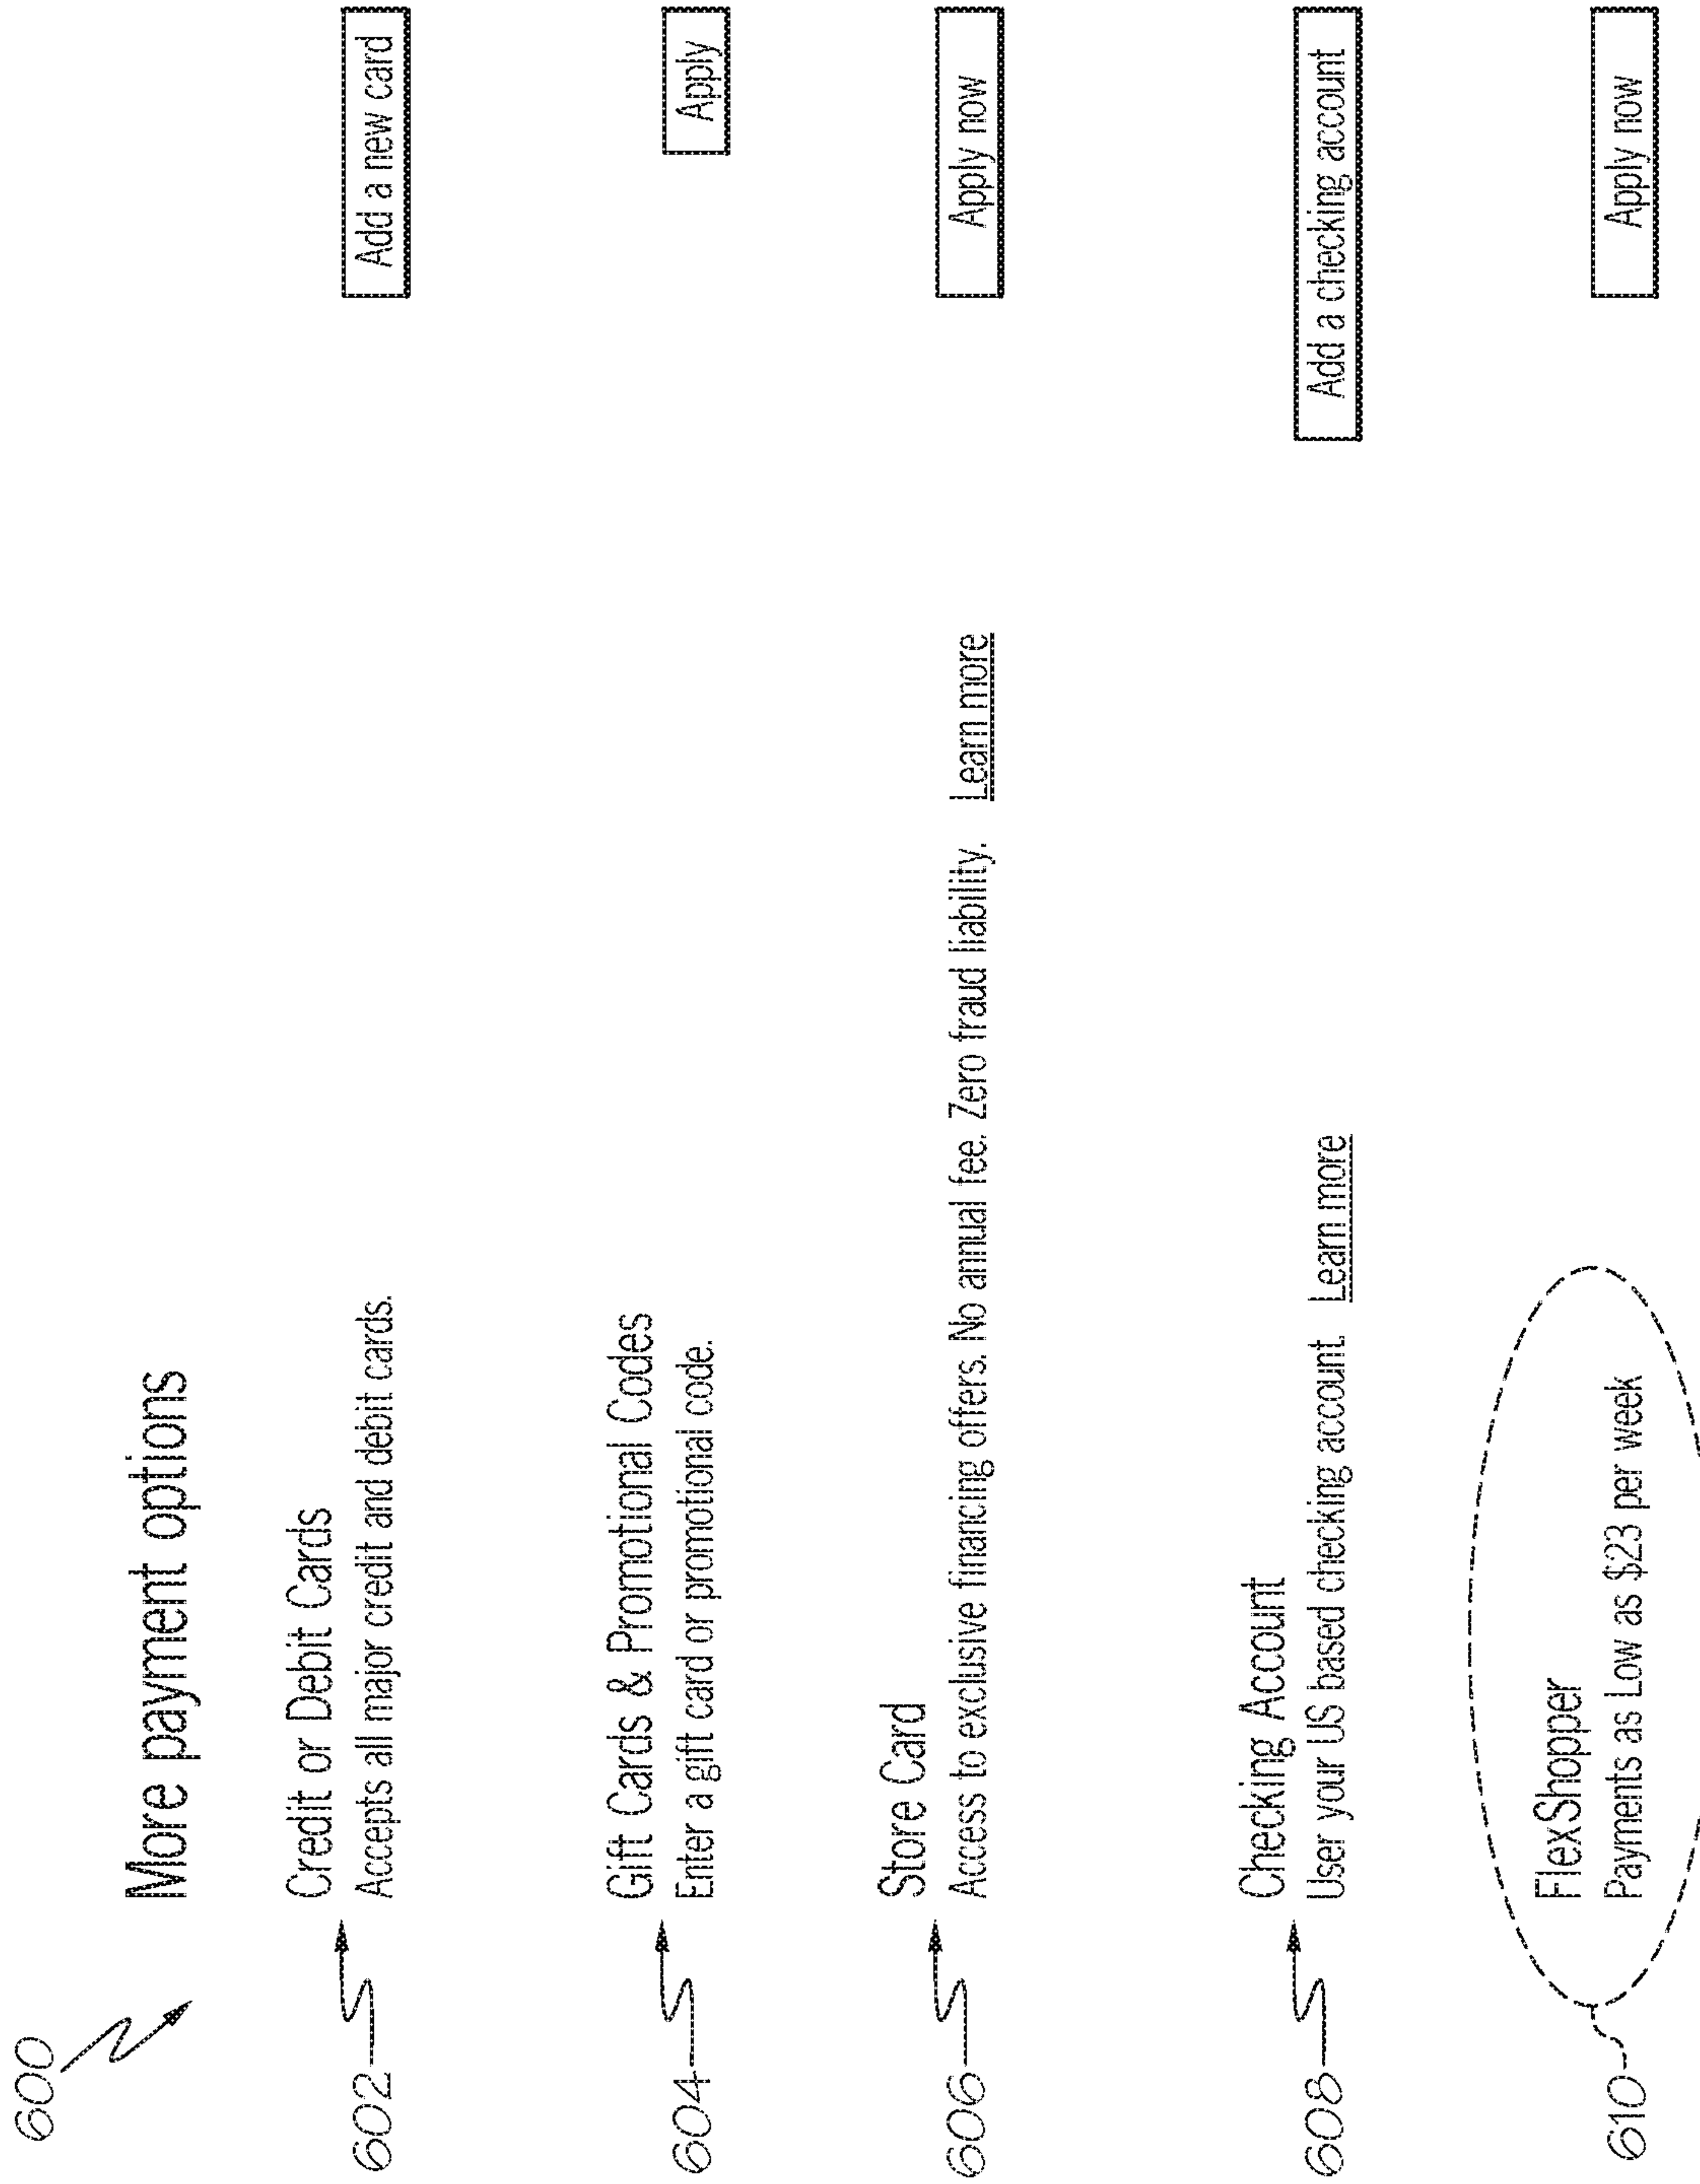 600
More payment options
602
Credit or Debit Cards
Accepts all major credit and debit cards.
Add a new card
604
Gift Cards & Promotional Codes
Enter a gift card or promotional code.
Apply
606
Store Card
Access to exclusive financing offers. No annual fee. Zero fraud liability. Learn more
Apply now
608
Checking Account
User your US based checking account. Learn more
Add a checking account
610
FlexShopper
Payments as Low as $23 per week
Apply now